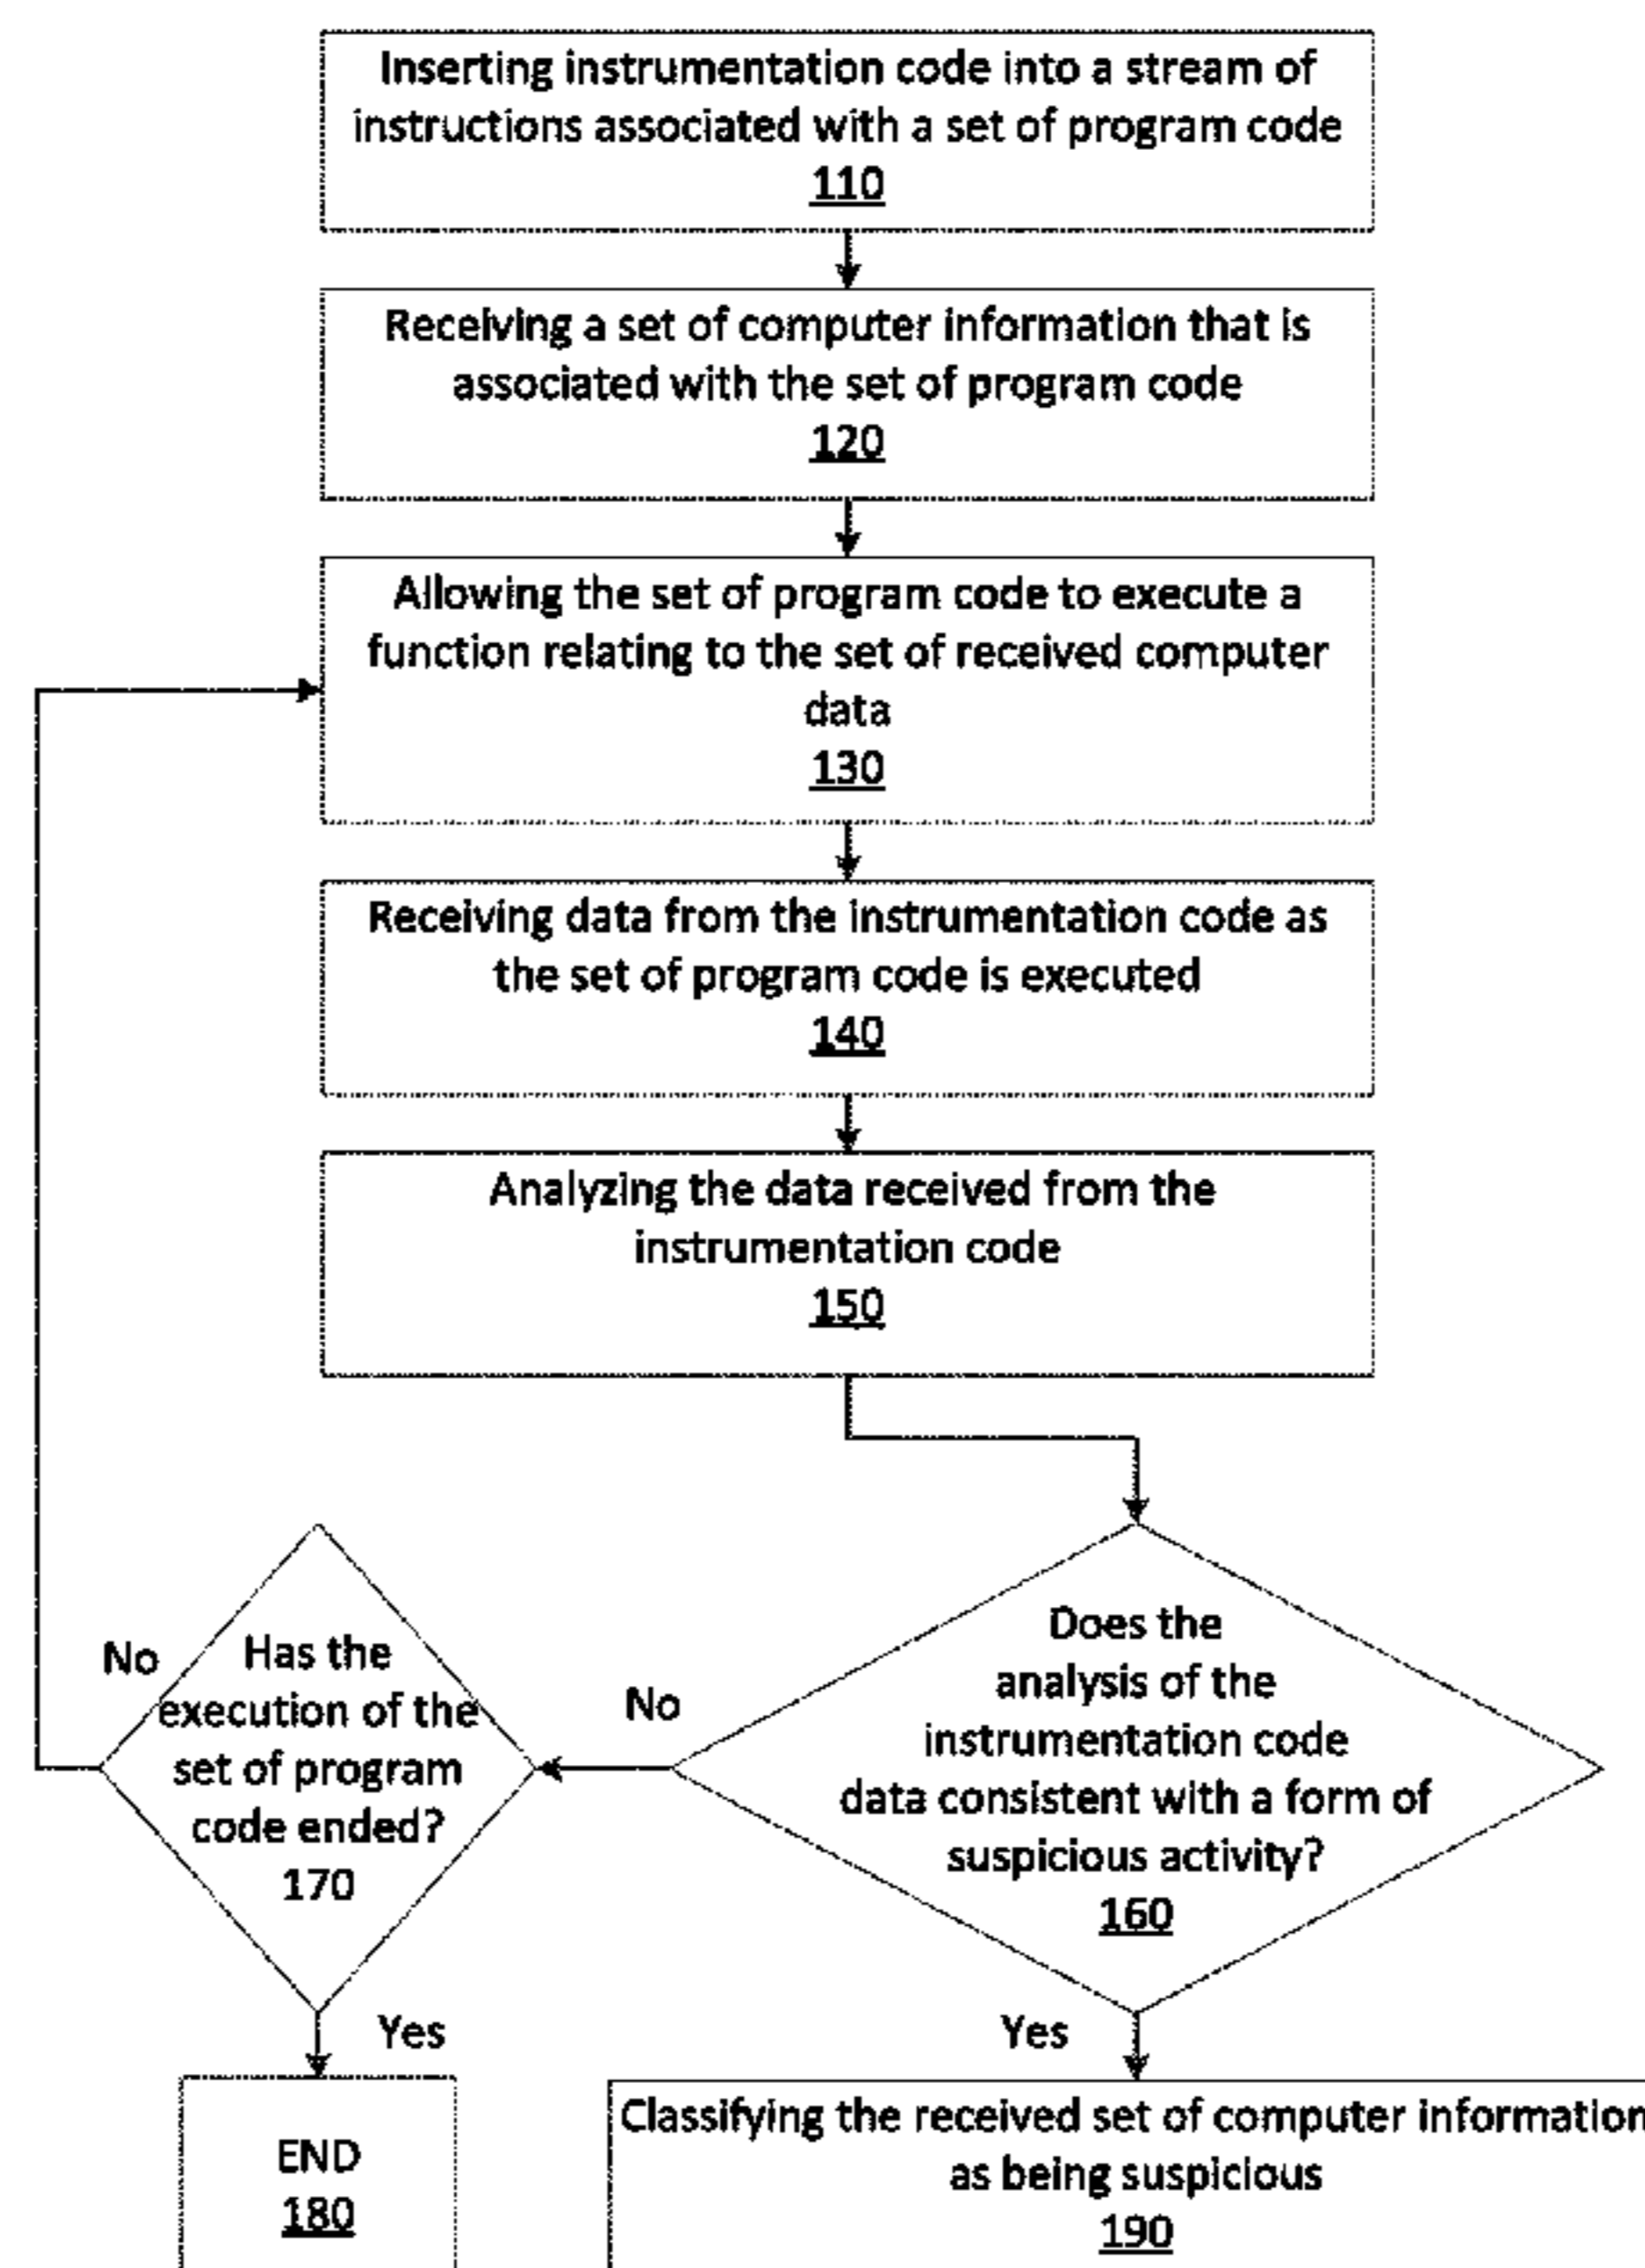 Inserting instrumentation code into a stream of
instructions associated with a set of program code
110
Receiving a set of computer information that is
associated with the set of program code
120
Allowing the set of program code to execute a
function relating to the set of received computer
data
130
Receiving data from the instrumentation code as
the set of program code is executed
140
Analyzing the data received from the
instrumentation code
150
Does the
analysis of the
instrumentation code
data consistent with a form of
suspicious activity?
160
No
Has the
execution of the
set of program
code ended?
170
No
Yes
Yes
END
180
Classifying the received set of computer information
as being suspicious
190